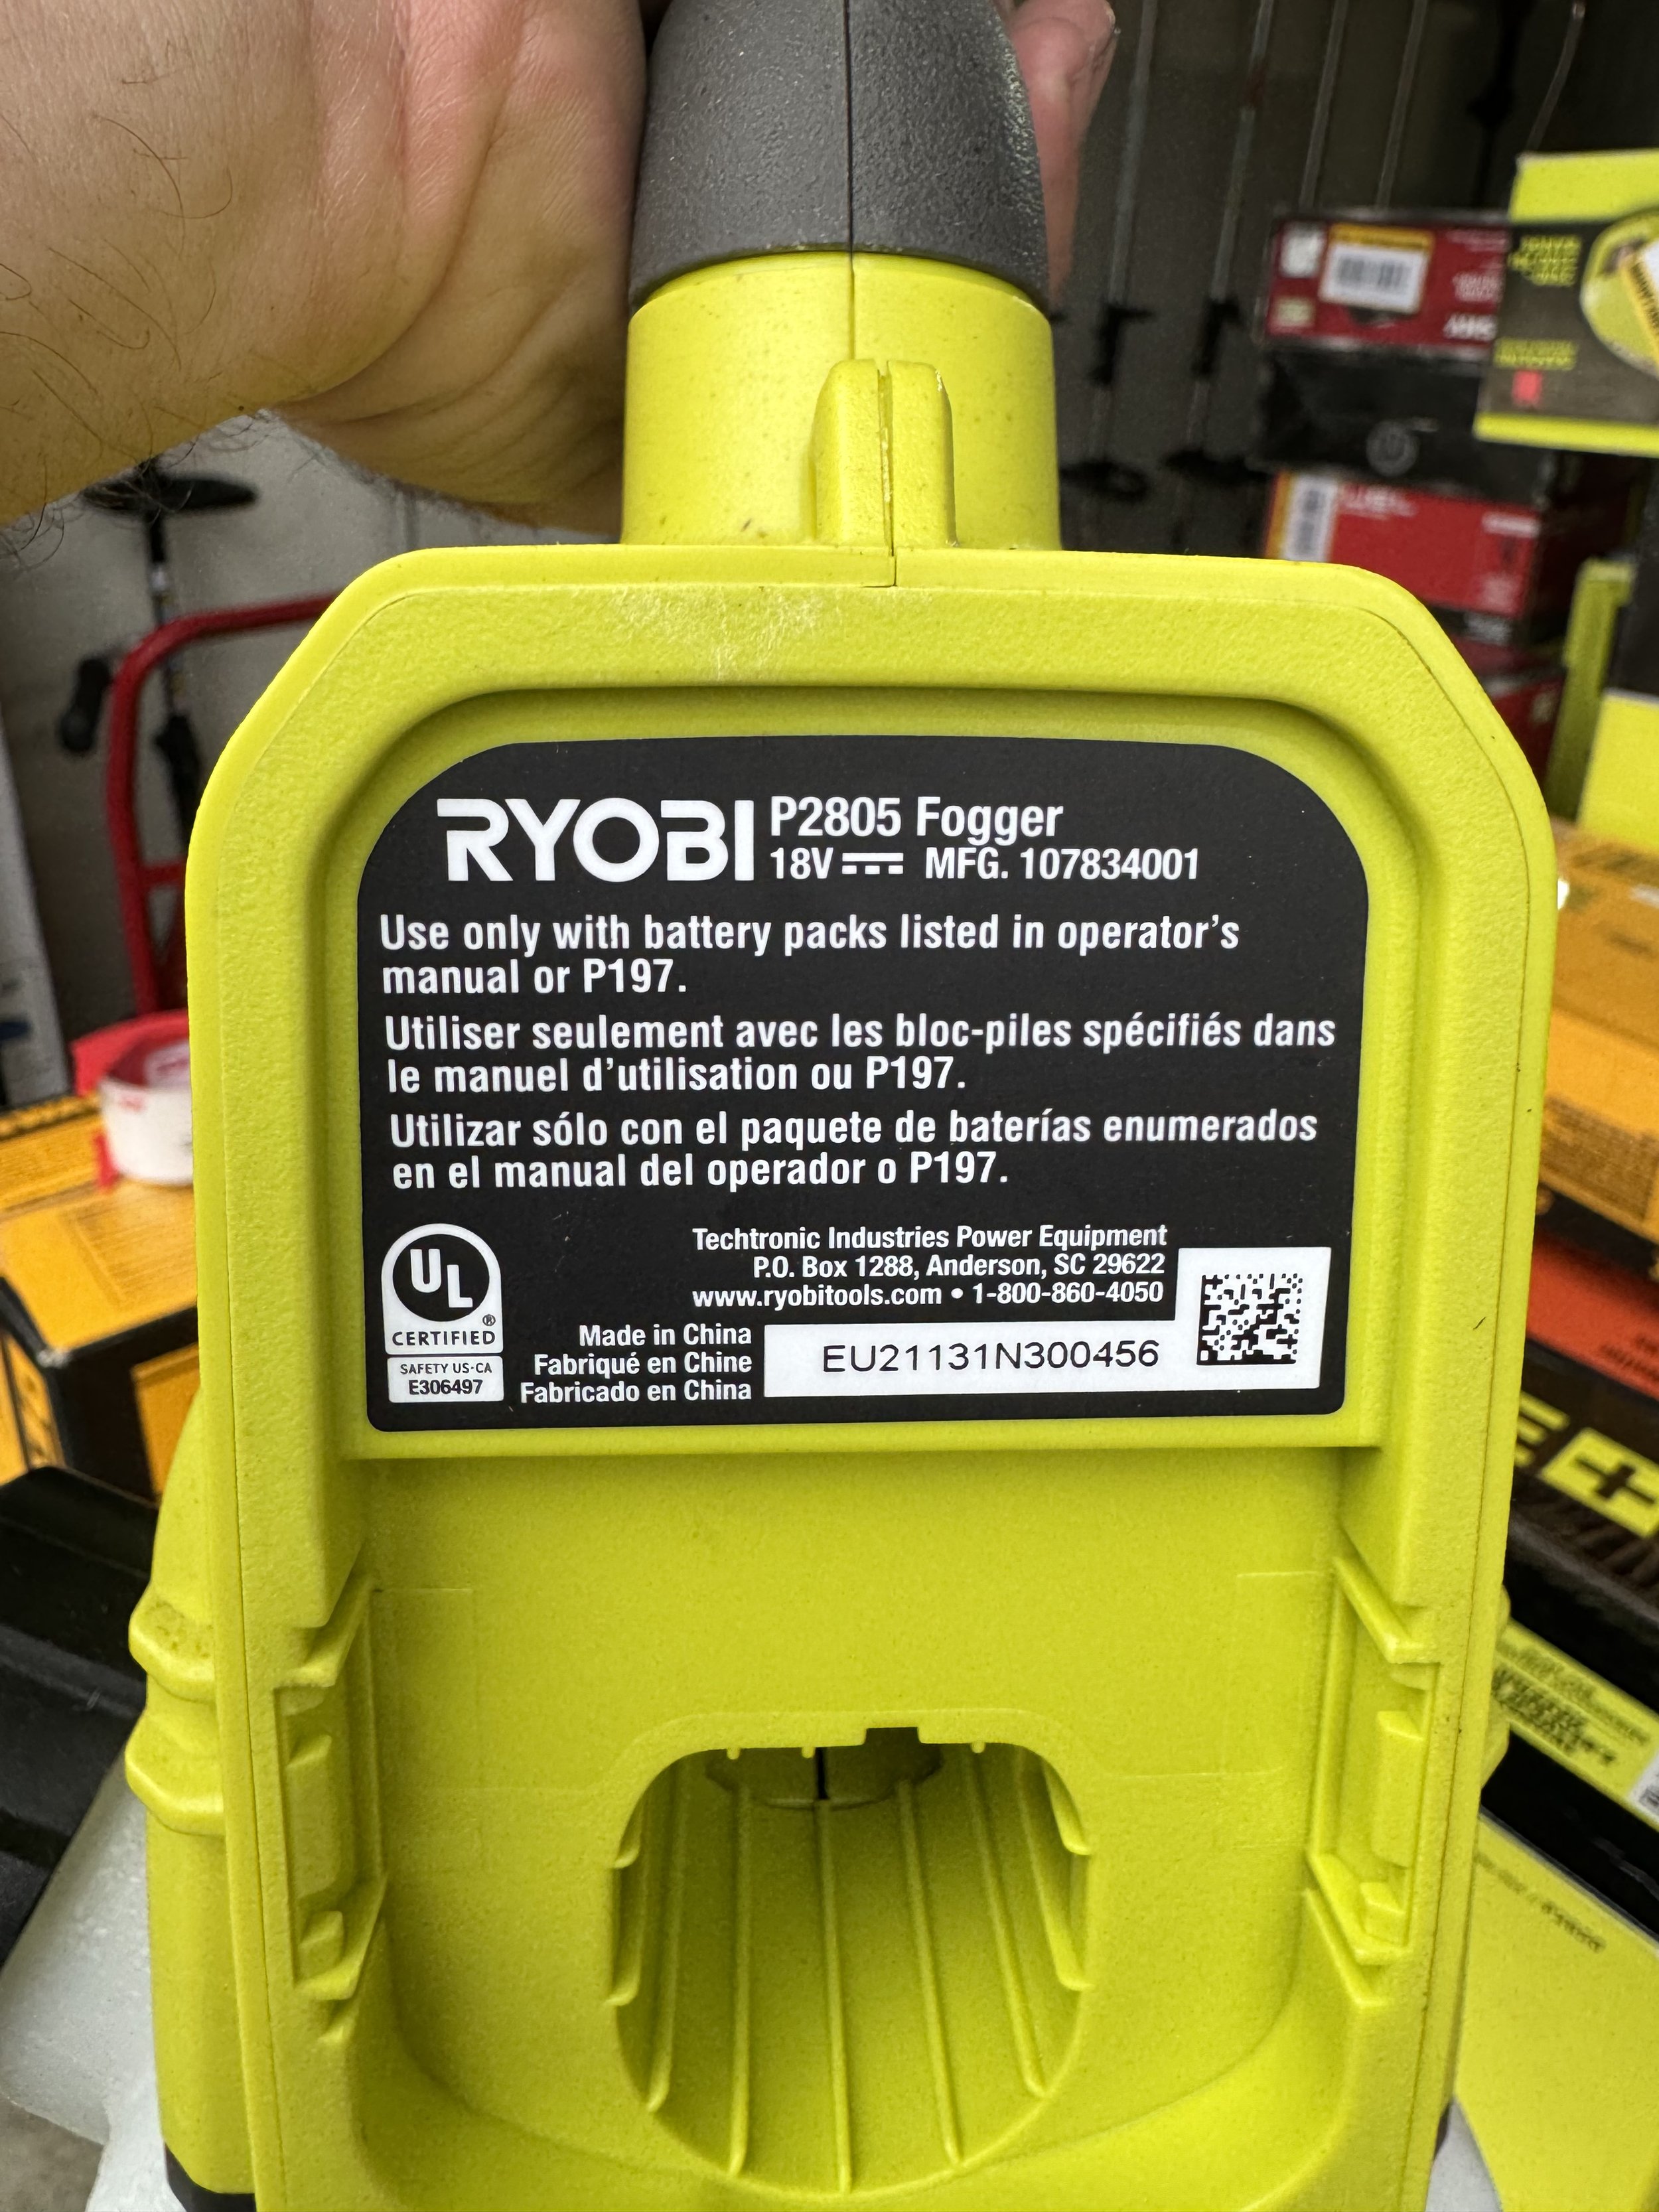 RYOBI P2805 Fogger
18V MFG. 107834001
Use only with battery packs listed in operator's
manual or P197.
Utiliser seulement avec les bloc-piles spécifiés dans
le manuel d'utilisation ou P197.
Utilizar sólo con el paquete de baterías enumerados
en el manual del operador o P197.
UL
®
CERTIFIED
SAFETY US·CA
E306497
Techtronic Industries Power Equipment
P.O. Box 1288, Anderson, SC 29622
www.ryobitools.com • 1-800-860-4050
Made in China
Fabriqué en Chine
Fabricado en China
EU21131N300456